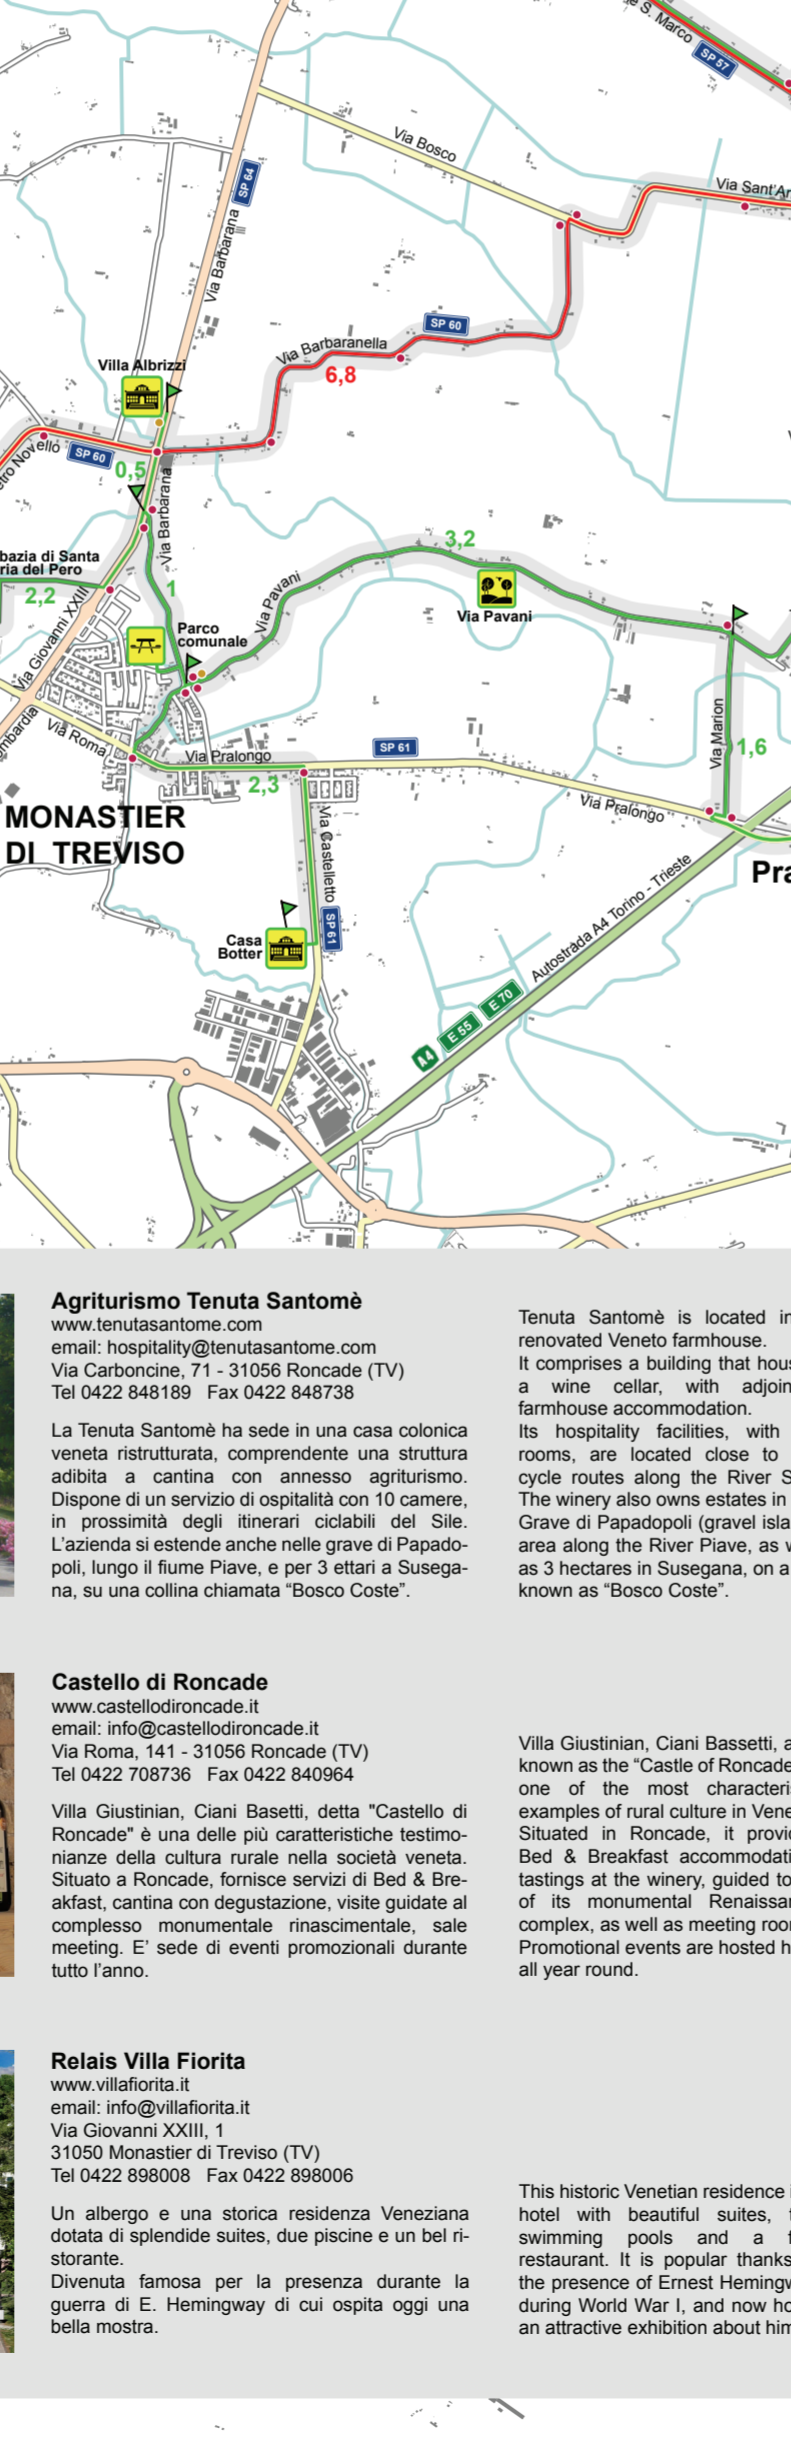 e S. Marco
SP 57
Via Bosco
SP 64
Via Sant'Ar
Via Barbarana
SP 60
Via Barbaranella
6,8
Villa Albrizzi
etro Novello
SP 60
0,5
Via Barbarana
3,2
bazia di Santa
ria del Pero
2,2
1
Via Pavani
Via Pavani
Parco
comunale
Via Giovanni XXIII
ombardia
Via Roma
Via Marion
1,6
SP 61
Via Pralongo
2,3
Via Pralongo
MONASTIER
DI TREVISO
Via Castelletto
Pra
SP 61
Casa
Botter
Autostrada A4 Torino - Trieste
E 70
E 55
A4
Agriturismo Tenuta Santomè
www.tenutasantome.com
email: hospitality@tenutasantome.com
Via Carboncine, 71 - 31056 Roncade (TV)
Tel 0422 848189 Fax 0422 848738
La Tenuta Santomè ha sede in una casa colonica
veneta ristrutturata, comprendente una struttura
adibita a cantina con annesso agriturismo.
Dispone di un servizio di ospitalità con 10 camere,
in prossimità degli itinerari ciclabili del Sile.
L'azienda si estende anche nelle grave di Papado-
poli, lungo il fiume Piave, e per 3 ettari a Susega-
na, su una collina chiamata “Bosco Coste”.
Tenuta Santomè is located in
renovated Veneto farmhouse.
It comprises a building that hous
a wine cellar, with adjoin
farmhouse accommodation.
Its hospitality facilities, with
rooms, are located close to
cycle routes along the River S
The winery also owns estates in
Grave di Papadopoli (gravel isla
area along the River Piave, as w
as 3 hectares in Susegana, on a
known as “Bosco Coste”.
Castello di Roncade
www.castellodironcade.it
email: info@castellodironcade.it
Via Roma, 141 - 31056 Roncade (TV)
Tel 0422 708736 Fax 0422 840964
Villa Giustinian, Ciani Basetti, detta "Castello di
Roncade" è una delle più caratteristiche testimo-
nianze della cultura rurale nella società veneta.
Situato a Roncade, fornisce servizi di Bed & Bre-
akfast, cantina con degustazione, visite guidate al
complesso monumentale rinascimentale, sale
meeting. E’ sede di eventi promozionali durante
tutto l’anno.
Villa Giustinian, Ciani Bassetti, a
known as the “Castle of Roncade
one of the most characteris
examples of rural culture in Vene
Situated in Roncade, it provid
Bed & Breakfast accommodati
tastings at the winery, guided to
of its monumental Renaissan
complex, as well as meeting roor
Promotional events are hosted h
all year round.
Relais Villa Fiorita
www.villafiorita.it
email: info@villafiorita.it
Via Giovanni XXIII, 1
31050 Monastier di Treviso (TV)
Tel 0422 898008 Fax 0422 898006
Un albergo e una storica residenza Veneziana
dotata di splendide suites, due piscine e un bel ri-
storante.
Divenuta famosa per la presenza durante la
guerra di E. Hemingway di cui ospita oggi una
bella mostra.
This historic Venetian residence i
hotel with beautiful suites, t
swimming pools and a f
restaurant. It is popular thanks
the presence of Ernest Hemingw
during World War I, and now ho
an attractive exhibition about him